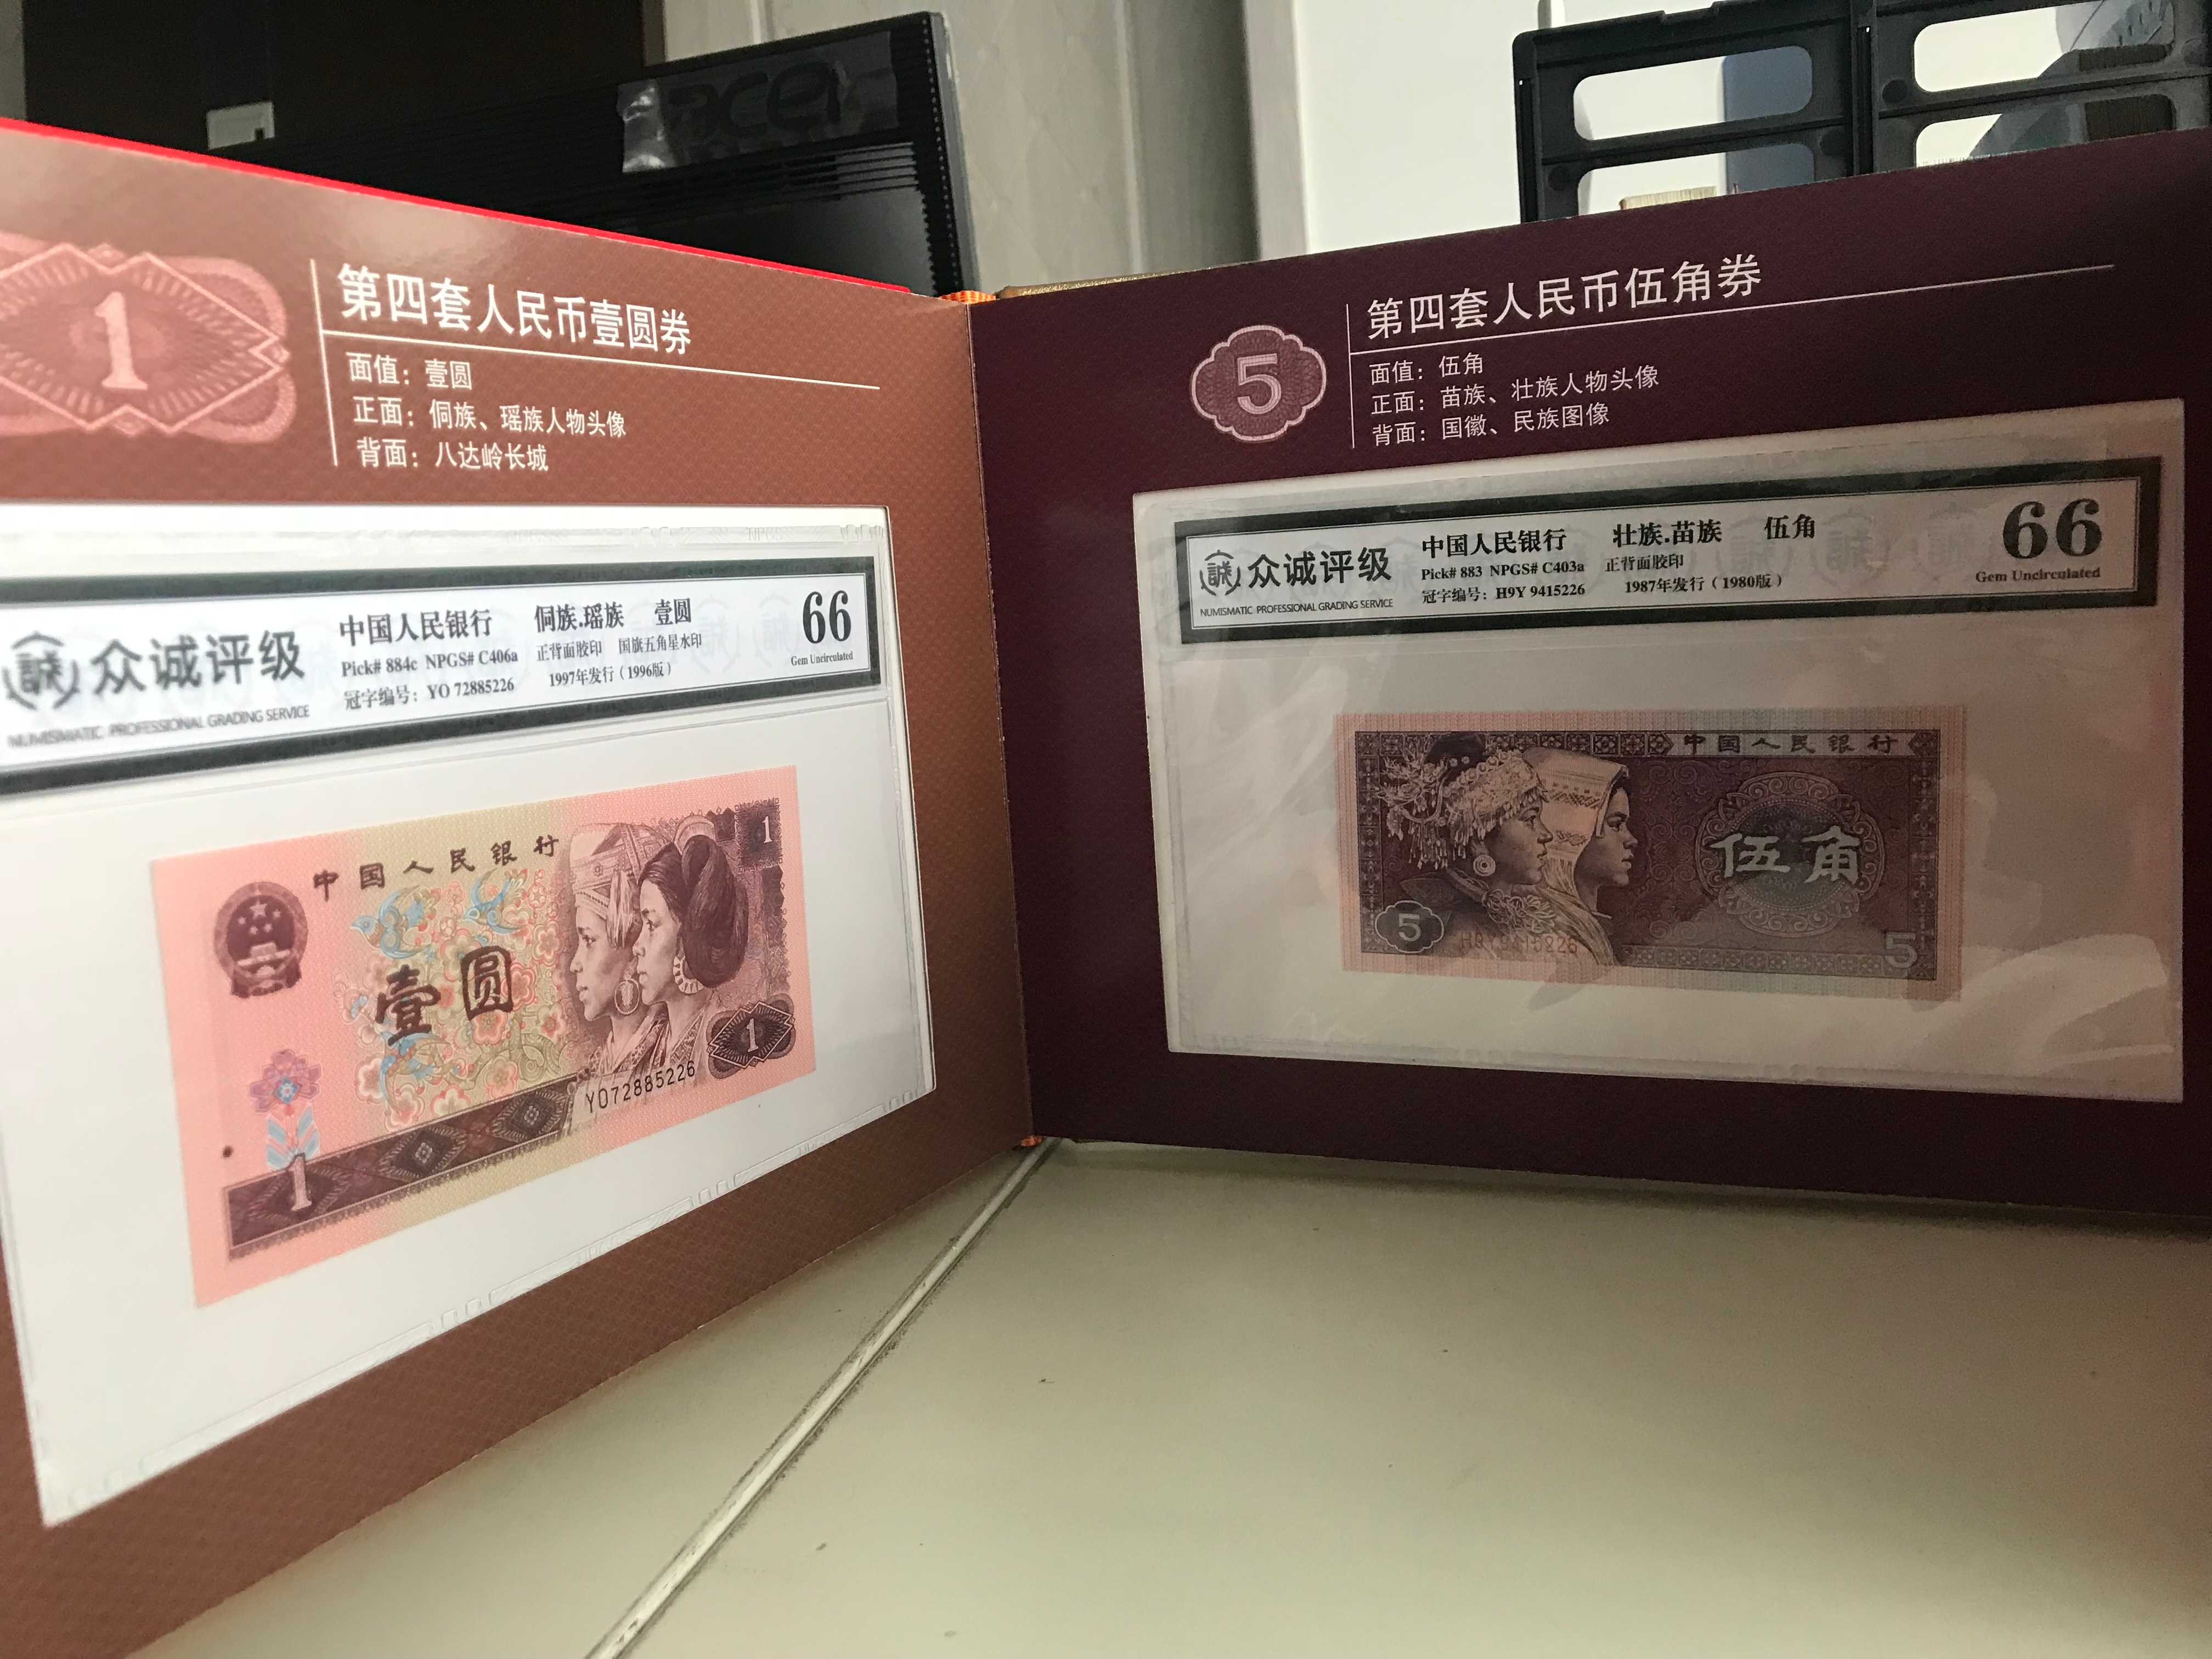 acer
1
第四套人民币壹圆券
面值：壹圆
正面：侗族、瑶族人物头像
背面：八达岭长城
誠 众诚评级
NUMISMATIC PROFESSIONAL GRADING SERVICE
中国人民银行 侗族.瑶族 壹圆
Pick# 884c NPGS# C406a 正背面胶印 国旗五角星水印
冠字编号：YO 72885226 1997年发行（1996版）
66
Gem Uncirculated
中国人民银行
1
壹圆
1
YO72885226
1
5
第四套人民币伍角券
面值：伍角
正面：苗族、壮族人物头像
背面：国徽、民族图像
誠 众诚评级
NUMISMATIC PROFESSIONAL GRADING SERVICE
中国人民银行 壮族.苗族 伍角
Pick# 883 NPGS# C403a 正背面胶印
冠字编号：H9Y 9415226 1987年发行（1980版）
66
Gem Uncirculated
中国人民银行
伍角
5
H9Y9415226
5